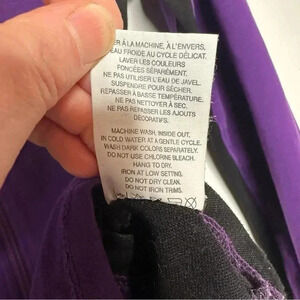 ER À LA MACHINE, À L'ENVERS,
EAU FROIDE AU CYCLE DÉLICAT.
LAVER LES COULEURS
FONCÉES SÉPARÉMENT.
NE PAS UTILISER L'EAU DE JAVEL.
SUSPENDRE POUR SÉCHER.
REPASSER À BASSE TEMPÉRATURE.
NE PAS NETTOYER À SEC.
NE PAS REPASSER LES AJOUTS
DÉCORATIFS.
MACHINE WASH, INSIDE OUT,
IN COLD WATER AT A GENTLE CYCLE.
WASH DARK COLORS SEPARATELY.
DO NOT USE CHLORINE BLEACH.
HANG TO DRY.
IRON AT LOW SETTING.
DO NOT DRY CLEAN.
DO NOT IRON TRIMS.